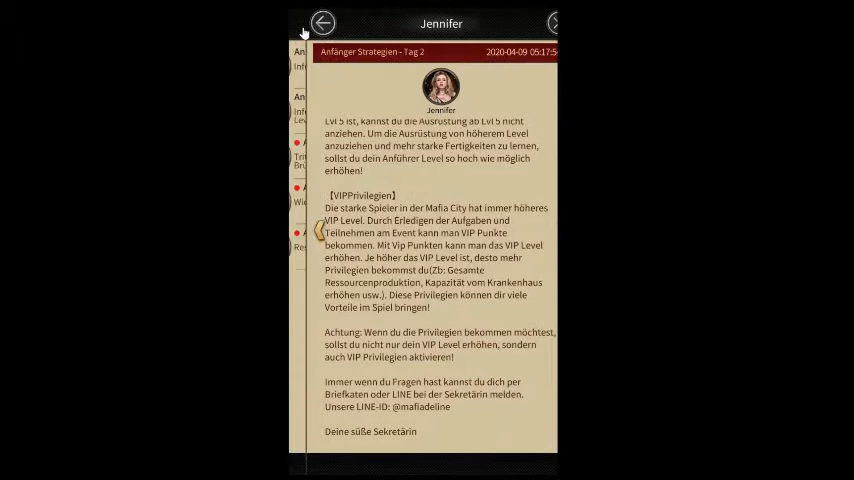 Jennifer
Anfänger Strategien - Tag 2
2020-04-09 05:17:5
Jennifer
Lvl 5 ist, kannst du die Ausrüstung ab Lvl 5 nicht
anziehen. Um die Ausrüstung von höherem Level
anzuziehen und mehr starke Fertigkeiten zu lernen,
sollst du dein Anführer Level so hoch wie möglich
erhöhen!
【VIPPrivilegien】
Die starke Spieler in der Mafia City hat immer höheres
VIP Level. Durch Erledigen der Aufgaben und
Teilnehmen am Event kann man VIP Punkte
bekommen. Mit Vip Punkten kann man das VIP Level
erhöhen. Je höher das VIP Level ist, desto mehr
Privilegien bekommst du(Zb: Gesamte
Ressourcenproduktion, Kapazität vom Krankenhaus
erhöhen usw.). Diese Privilegien können dir viele
Vorteile im Spiel bringen!
Achtung: Wenn du die Privilegien bekommen möchtest,
sollst du nicht nur dein VIP Level erhöhen, sondern
auch VIP Privilegien aktivieren!
Immer wenn du Fragen hast kannst du dich per
Briefkaten oder LINE bei der Sekretärin melden.
Unsere LINE-ID: @mafiadeline
Deine süße Sekretärin